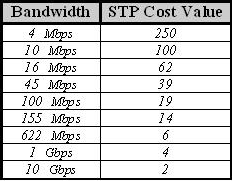 Bandwidth STP Cost Value
4 Mbps 250
10 Mbps 100
16 Mbps 62
45 Mbps 39
100 Mbps 19
155 Mbps 14
622 Mbps 6
1 Gbps 4
10 Gbps 2